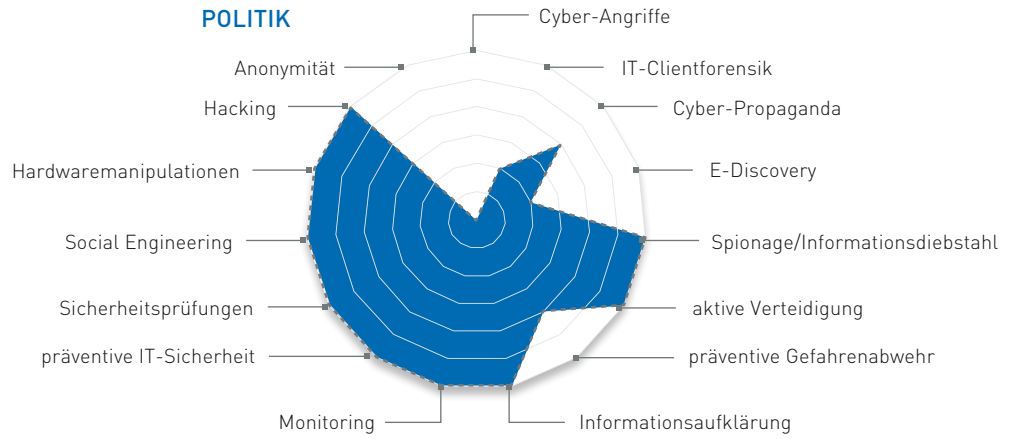 POLITIK
Cyber-Angriffe
Anonymität
IT-Clientforensik
Hacking
Cyber-Propaganda
Hardwaremanipulationen
E-Discovery
Social Engineering
Spionage/Informationsdiebstahl
Sicherheitsprüfungen
aktive Verteidigung
präventive IT-Sicherheit
präventive Gefahrenabwehr
Monitoring
Informationsaufklärung